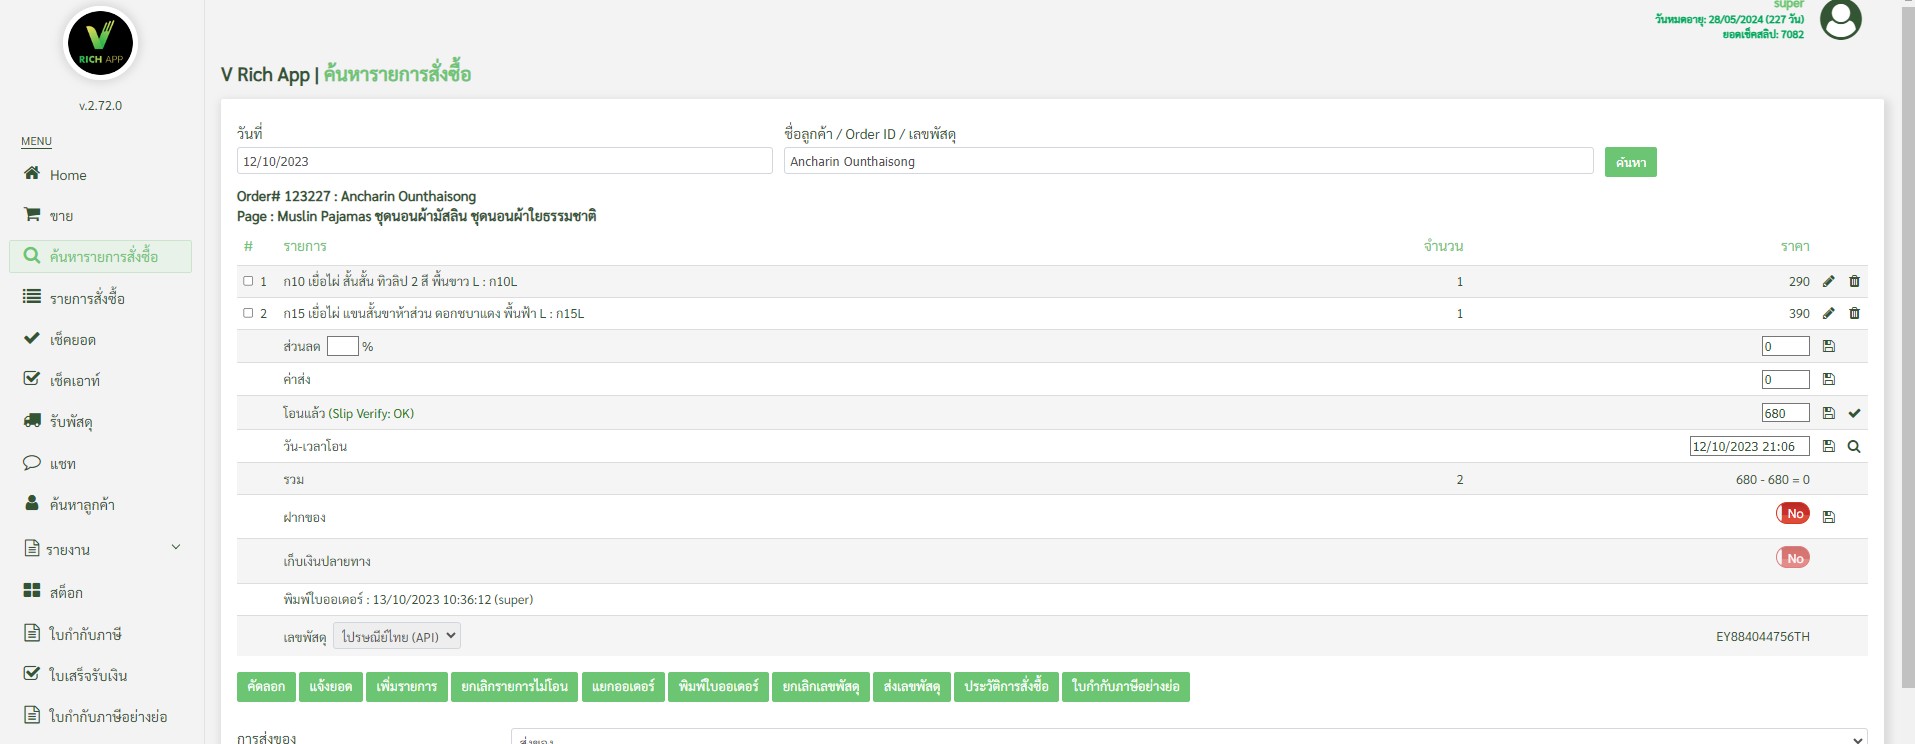 super
วันหมดอายุ: 28/05/2024 (227 วัน)
ยอดเช็คสลิป: 7082
V
RICH APP
v.2.72.0
MENU
Home
ขาย
ค้นหารายการสั่งซื้อ
รายการสั่งซื้อ
เช็คยอด
เช็คเอาท์
รับพัสดุ
แชท
ค้นหาลูกค้า
รายงาน
สต็อก
ใบกำกับภาษี
ใบเสร็จรับเงิน
ใบกำกับภาษีอย่างย่อ
V Rich App | ค้นหารายการสั่งซื้อ
วันที่ ชื่อลูกค้า / Order ID / เลขพัสดุ
12/10/2023 Ancharin Ounthaisong ค้นหา
Order# 123227 : Ancharin Ounthaisong
Page : Muslin Pajamas ชุดนอนผ้ามัสลิน ชุดนอนผ้าใยธรรมชาติ
# รายการ จำนวน ราคา
1 ก10 เยื่อไผ่ สั้นสั้น ทิวลิป 2 สี พื้นขาว L : ก10L 1 290
2 ก15 เยื่อไผ่ แขนสั้นขาห้าส่วน ดอกชบาแดง พื้นฟ้า L : ก15L 1 390
ส่วนลด % 0
ค่าส่ง 0
โอนแล้ว (Slip Verify: OK) 680
วัน-เวลาโอน 12/10/2023 21:06
รวม 2 680 - 680 = 0
ฝากของ No
เก็บเงินปลายทาง No
พิมพ์ใบออเดอร์ : 13/10/2023 10:36:12 (super)
เลขพัสดุ ไปรษณีย์ไทย (API) EY884044756TH
คัดลอก แจ้งยอด เพิ่มรายการ ยกเลิกรายการไม่โอน แยกออเดอร์ พิมพ์ใบออเดอร์ ยกเลิกเลขพัสดุ ส่งเลขพัสดุ ประวัติการสั่งซื้อ ใบกำกับภาษีอย่างย่อ
การส่งของ ส่งของ